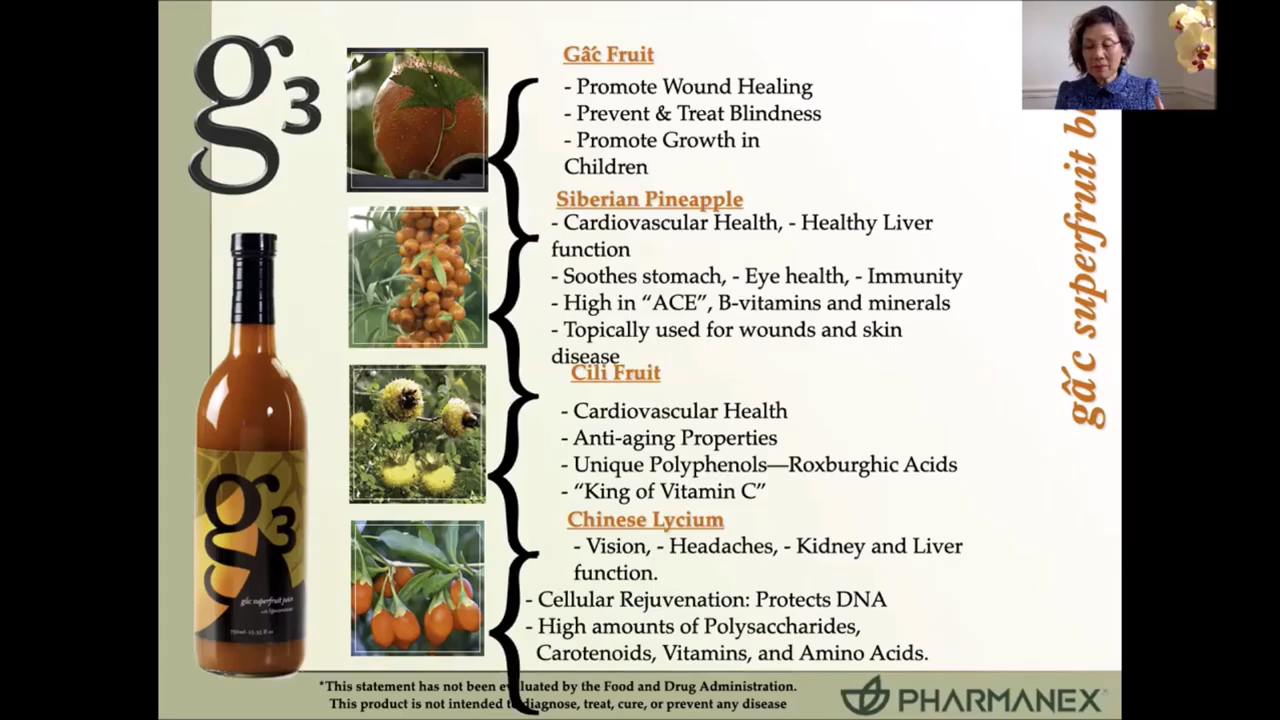 g3
Gấc Fruit
- Promote Wound Healing
- Prevent & Treat Blindness
- Promote Growth in
Children
Siberian Pineapple
- Cardiovascular Health, - Healthy Liver
function
- Soothes stomach, - Eye health, - Immunity
- High in “ACE”, B-vitamins and minerals
- Topically used for wounds and skin
disease
Cili Fruit
- Cardiovascular Health
- Anti-aging Properties
- Unique Polyphenols—Roxburghic Acids
- “King of Vitamin C”
Chinese Lycium
- Vision, - Headaches, - Kidney and Liver
function.
- Cellular Rejuvenation: Protects DNA
- High amounts of Polysaccharides,
Carotenoids, Vitamins, and Amino Acids.
gấc superfruit
g3
gâc superfruit juice
*This statement has not been evaluated by the Food and Drug Administration.
This product is not intended to diagnose, treat, cure, or prevent any disease
PHARMANEX